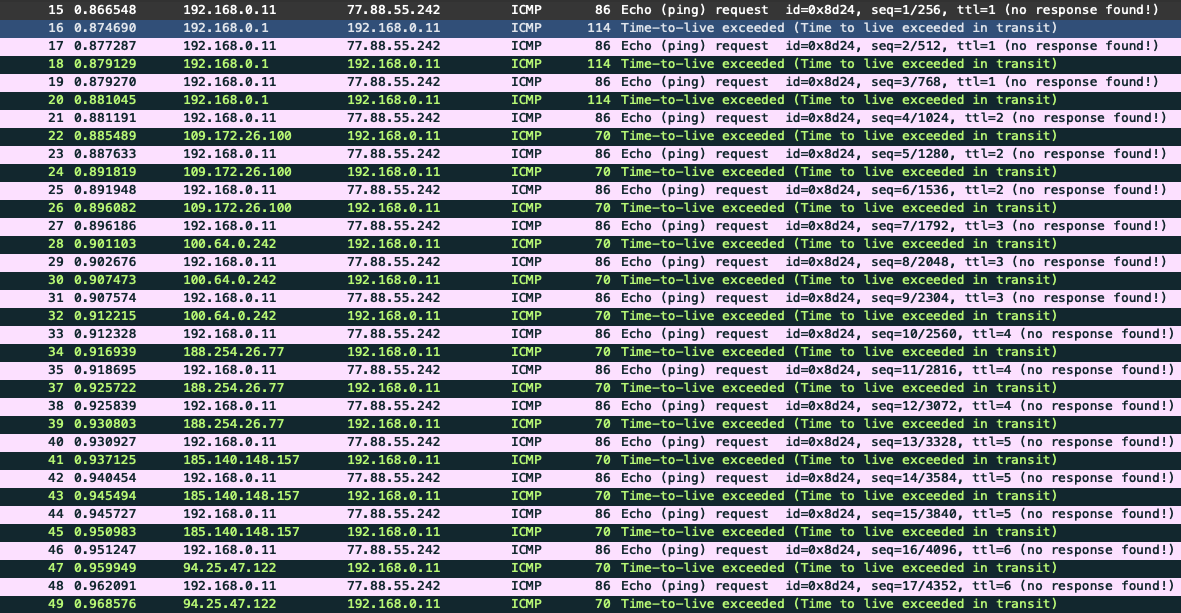 15 0.866548 192.168.0.11 77.88.55.242 ICMP 86 Echo (ping) request id=0x8d24, seq=1/256, ttl=1 (no response found!)
16 0.874690 192.168.0.1 192.168.0.11 ICMP 114 Time-to-live exceeded (Time to live exceeded in transit)
17 0.877287 192.168.0.11 77.88.55.242 ICMP 86 Echo (ping) request id=0x8d24, seq=2/512, ttl=1 (no response found!)
18 0.879129 192.168.0.1 192.168.0.11 ICMP 114 Time-to-live exceeded (Time to live exceeded in transit)
19 0.879270 192.168.0.11 77.88.55.242 ICMP 86 Echo (ping) request id=0x8d24, seq=3/768, ttl=1 (no response found!)
20 0.881045 192.168.0.1 192.168.0.11 ICMP 114 Time-to-live exceeded (Time to live exceeded in transit)
21 0.881191 192.168.0.11 77.88.55.242 ICMP 86 Echo (ping) request id=0x8d24, seq=4/1024, ttl=2 (no response found!)
22 0.885489 109.172.26.100 192.168.0.11 ICMP 70 Time-to-live exceeded (Time to live exceeded in transit)
23 0.887633 192.168.0.11 77.88.55.242 ICMP 86 Echo (ping) request id=0x8d24, seq=5/1280, ttl=2 (no response found!)
24 0.891819 109.172.26.100 192.168.0.11 ICMP 70 Time-to-live exceeded (Time to live exceeded in transit)
25 0.891948 192.168.0.11 77.88.55.242 ICMP 86 Echo (ping) request id=0x8d24, seq=6/1536, ttl=2 (no response found!)
26 0.896082 109.172.26.100 192.168.0.11 ICMP 70 Time-to-live exceeded (Time to live exceeded in transit)
27 0.896186 192.168.0.11 77.88.55.242 ICMP 86 Echo (ping) request id=0x8d24, seq=7/1792, ttl=3 (no response found!)
28 0.901103 100.64.0.242 192.168.0.11 ICMP 70 Time-to-live exceeded (Time to live exceeded in transit)
29 0.902676 192.168.0.11 77.88.55.242 ICMP 86 Echo (ping) request id=0x8d24, seq=8/2048, ttl=3 (no response found!)
30 0.907473 100.64.0.242 192.168.0.11 ICMP 70 Time-to-live exceeded (Time to live exceeded in transit)
31 0.907574 192.168.0.11 77.88.55.242 ICMP 86 Echo (ping) request id=0x8d24, seq=9/2304, ttl=3 (no response found!)
32 0.912215 100.64.0.242 192.168.0.11 ICMP 70 Time-to-live exceeded (Time to live exceeded in transit)
33 0.912328 192.168.0.11 77.88.55.242 ICMP 86 Echo (ping) request id=0x8d24, seq=10/2560, ttl=4 (no response found!)
34 0.916939 188.254.26.77 192.168.0.11 ICMP 70 Time-to-live exceeded (Time to live exceeded in transit)
35 0.918695 192.168.0.11 77.88.55.242 ICMP 86 Echo (ping) request id=0x8d24, seq=11/2816, ttl=4 (no response found!)
37 0.925722 188.254.26.77 192.168.0.11 ICMP 70 Time-to-live exceeded (Time to live exceeded in transit)
38 0.925839 192.168.0.11 77.88.55.242 ICMP 86 Echo (ping) request id=0x8d24, seq=12/3072, ttl=4 (no response found!)
39 0.930803 188.254.26.77 192.168.0.11 ICMP 70 Time-to-live exceeded (Time to live exceeded in transit)
40 0.930927 192.168.0.11 77.88.55.242 ICMP 86 Echo (ping) request id=0x8d24, seq=13/3328, ttl=5 (no response found!)
41 0.937125 185.140.148.157 192.168.0.11 ICMP 70 Time-to-live exceeded (Time to live exceeded in transit)
42 0.940454 192.168.0.11 77.88.55.242 ICMP 86 Echo (ping) request id=0x8d24, seq=14/3584, ttl=5 (no response found!)
43 0.945494 185.140.148.157 192.168.0.11 ICMP 70 Time-to-live exceeded (Time to live exceeded in transit)
44 0.945727 192.168.0.11 77.88.55.242 ICMP 86 Echo (ping) request id=0x8d24, seq=15/3840, ttl=5 (no response found!)
45 0.950983 185.140.148.157 192.168.0.11 ICMP 70 Time-to-live exceeded (Time to live exceeded in transit)
46 0.951247 192.168.0.11 77.88.55.242 ICMP 86 Echo (ping) request id=0x8d24, seq=16/4096, ttl=6 (no response found!)
47 0.959949 94.25.47.122 192.168.0.11 ICMP 70 Time-to-live exceeded (Time to live exceeded in transit)
48 0.962091 192.168.0.11 77.88.55.242 ICMP 86 Echo (ping) request id=0x8d24, seq=17/4352, ttl=6 (no response found!)
49 0.968576 94.25.47.122 192.168.0.11 ICMP 70 Time-to-live exceeded (Time to live exceeded in transit)